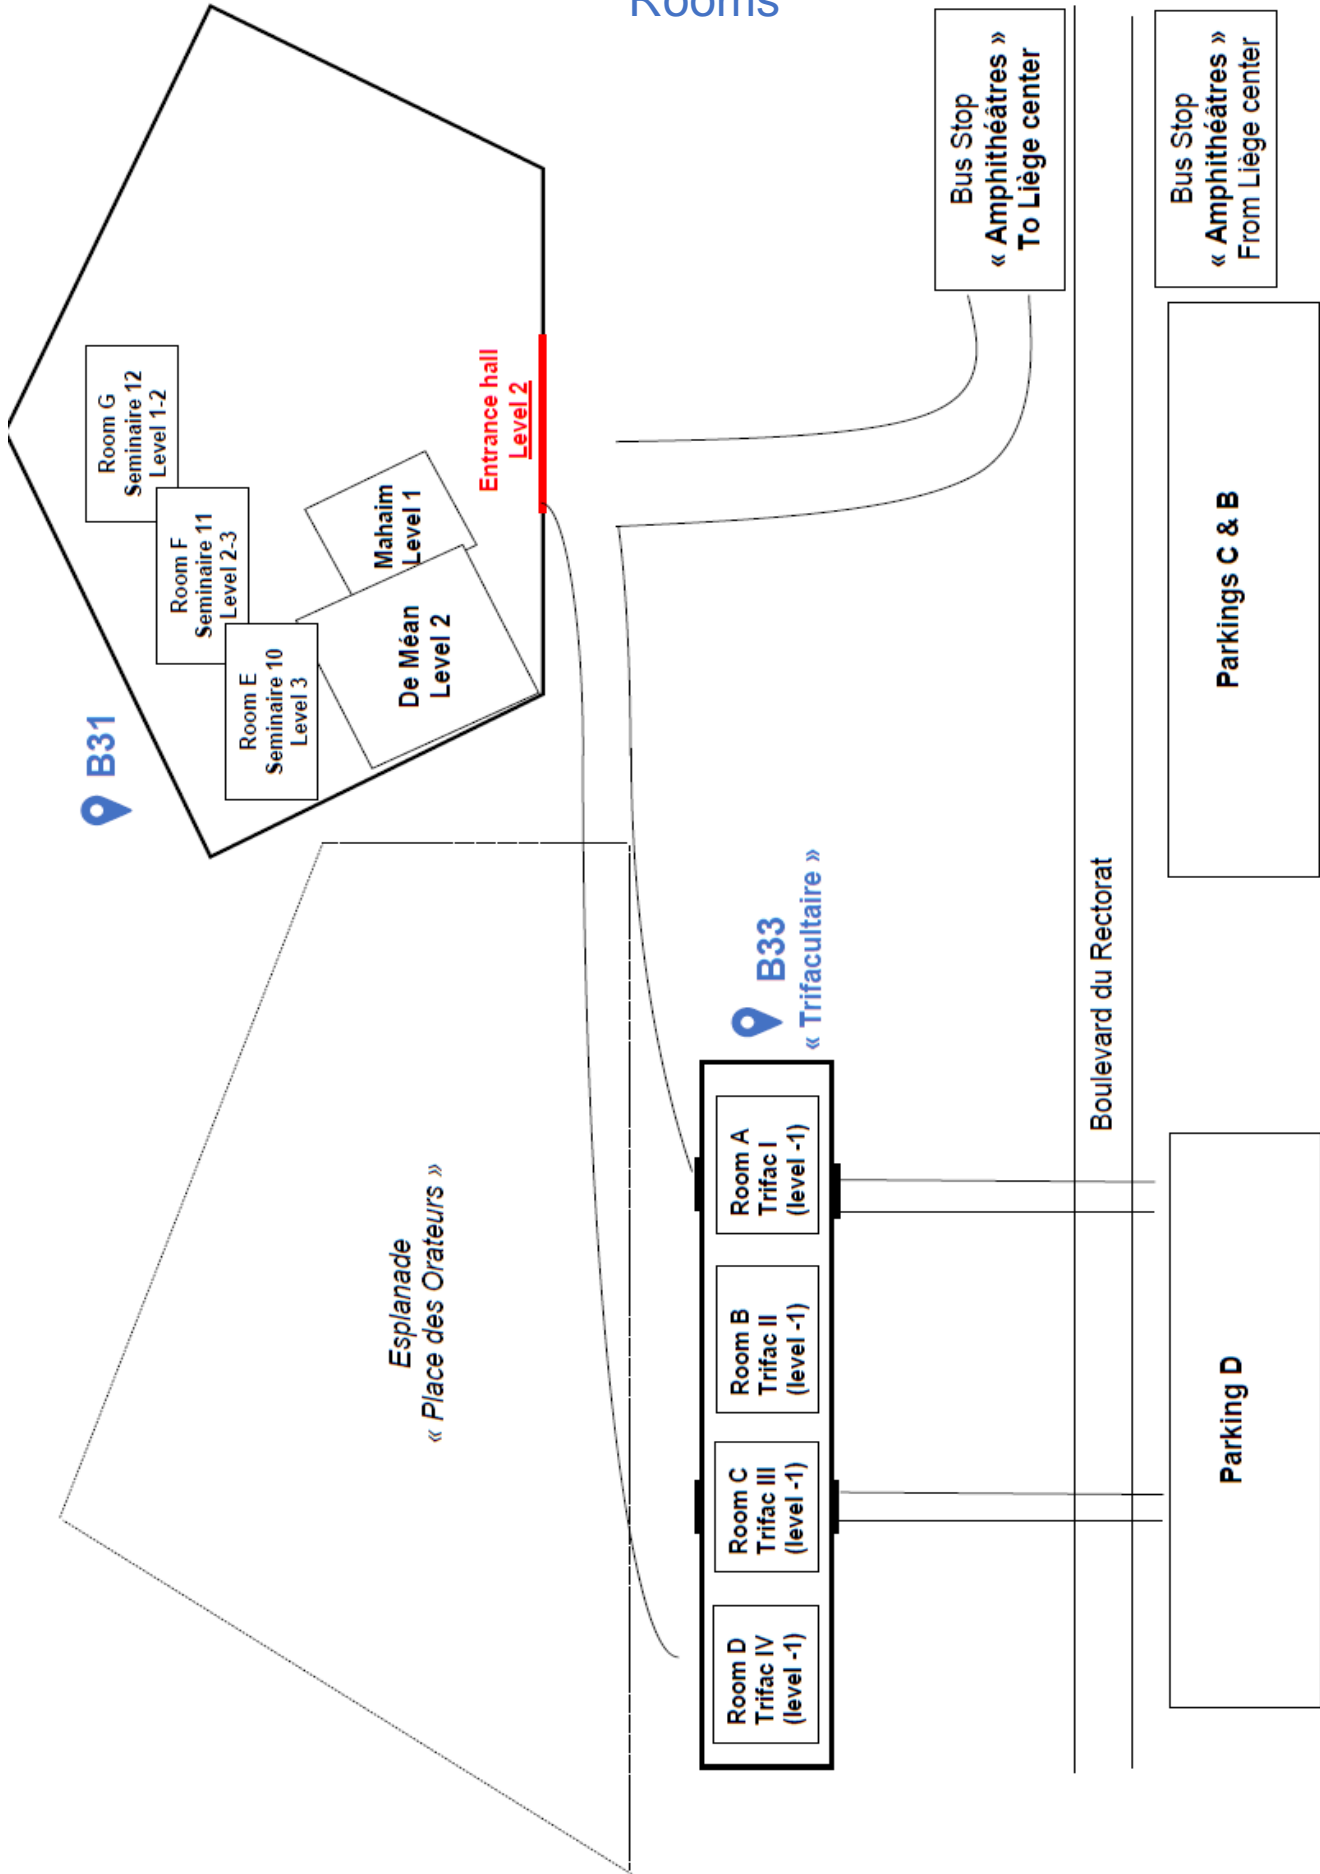 Rooms
B31
Room G
Seminaire 12
Level 1-2
Room F
Seminaire 11
Level 2-3
Room E
Seminaire 10
Level 3
Mahaim
Level 1
De Méan
Level 2
Entrance hall
Level 2
Esplanade
« Place des Orateurs »
B33
« Trifacultaire »
Room D
Trifac IV
(level -1)
Room C
Trifac III
(level -1)
Room B
Trifac II
(level -1)
Room A
Trifac I
(level -1)
Bus Stop
« Amphithéâtres »
To Liège center
Boulevard du Rectorat
Bus Stop
« Amphithéâtres »
From Liège center
Parking D
Parkings C & B